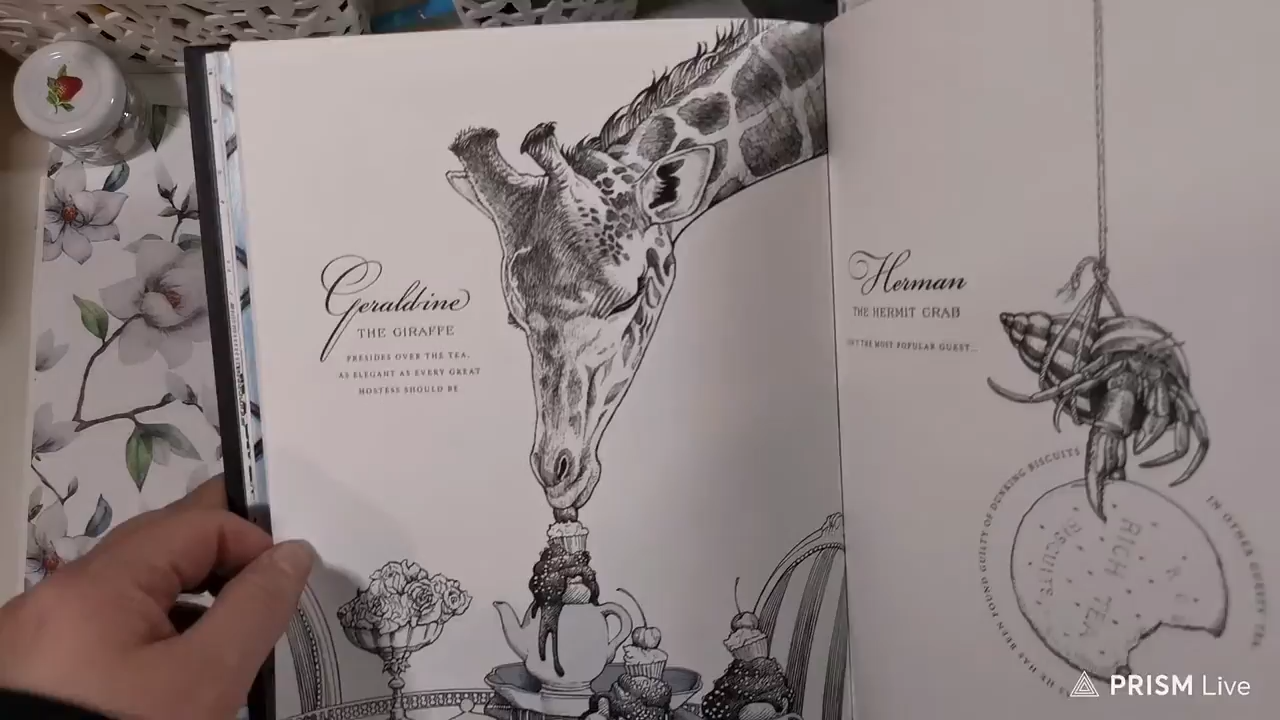 Geraldine
THE GIRAFFE
PRESIDES OVER THE TEA,
AS ELEGANT AS EVERY GREAT
HOSTESS SHOULD BE
Herman
THE HERMIT CRAB
THE MOST POPULAR GUEST...
HE HAS BEEN FOUND GUILTY OF DUNKING BISCUITS
IN OTHER GUESTS' TEA
RICH TEA
BISCUITS
PRISM Live